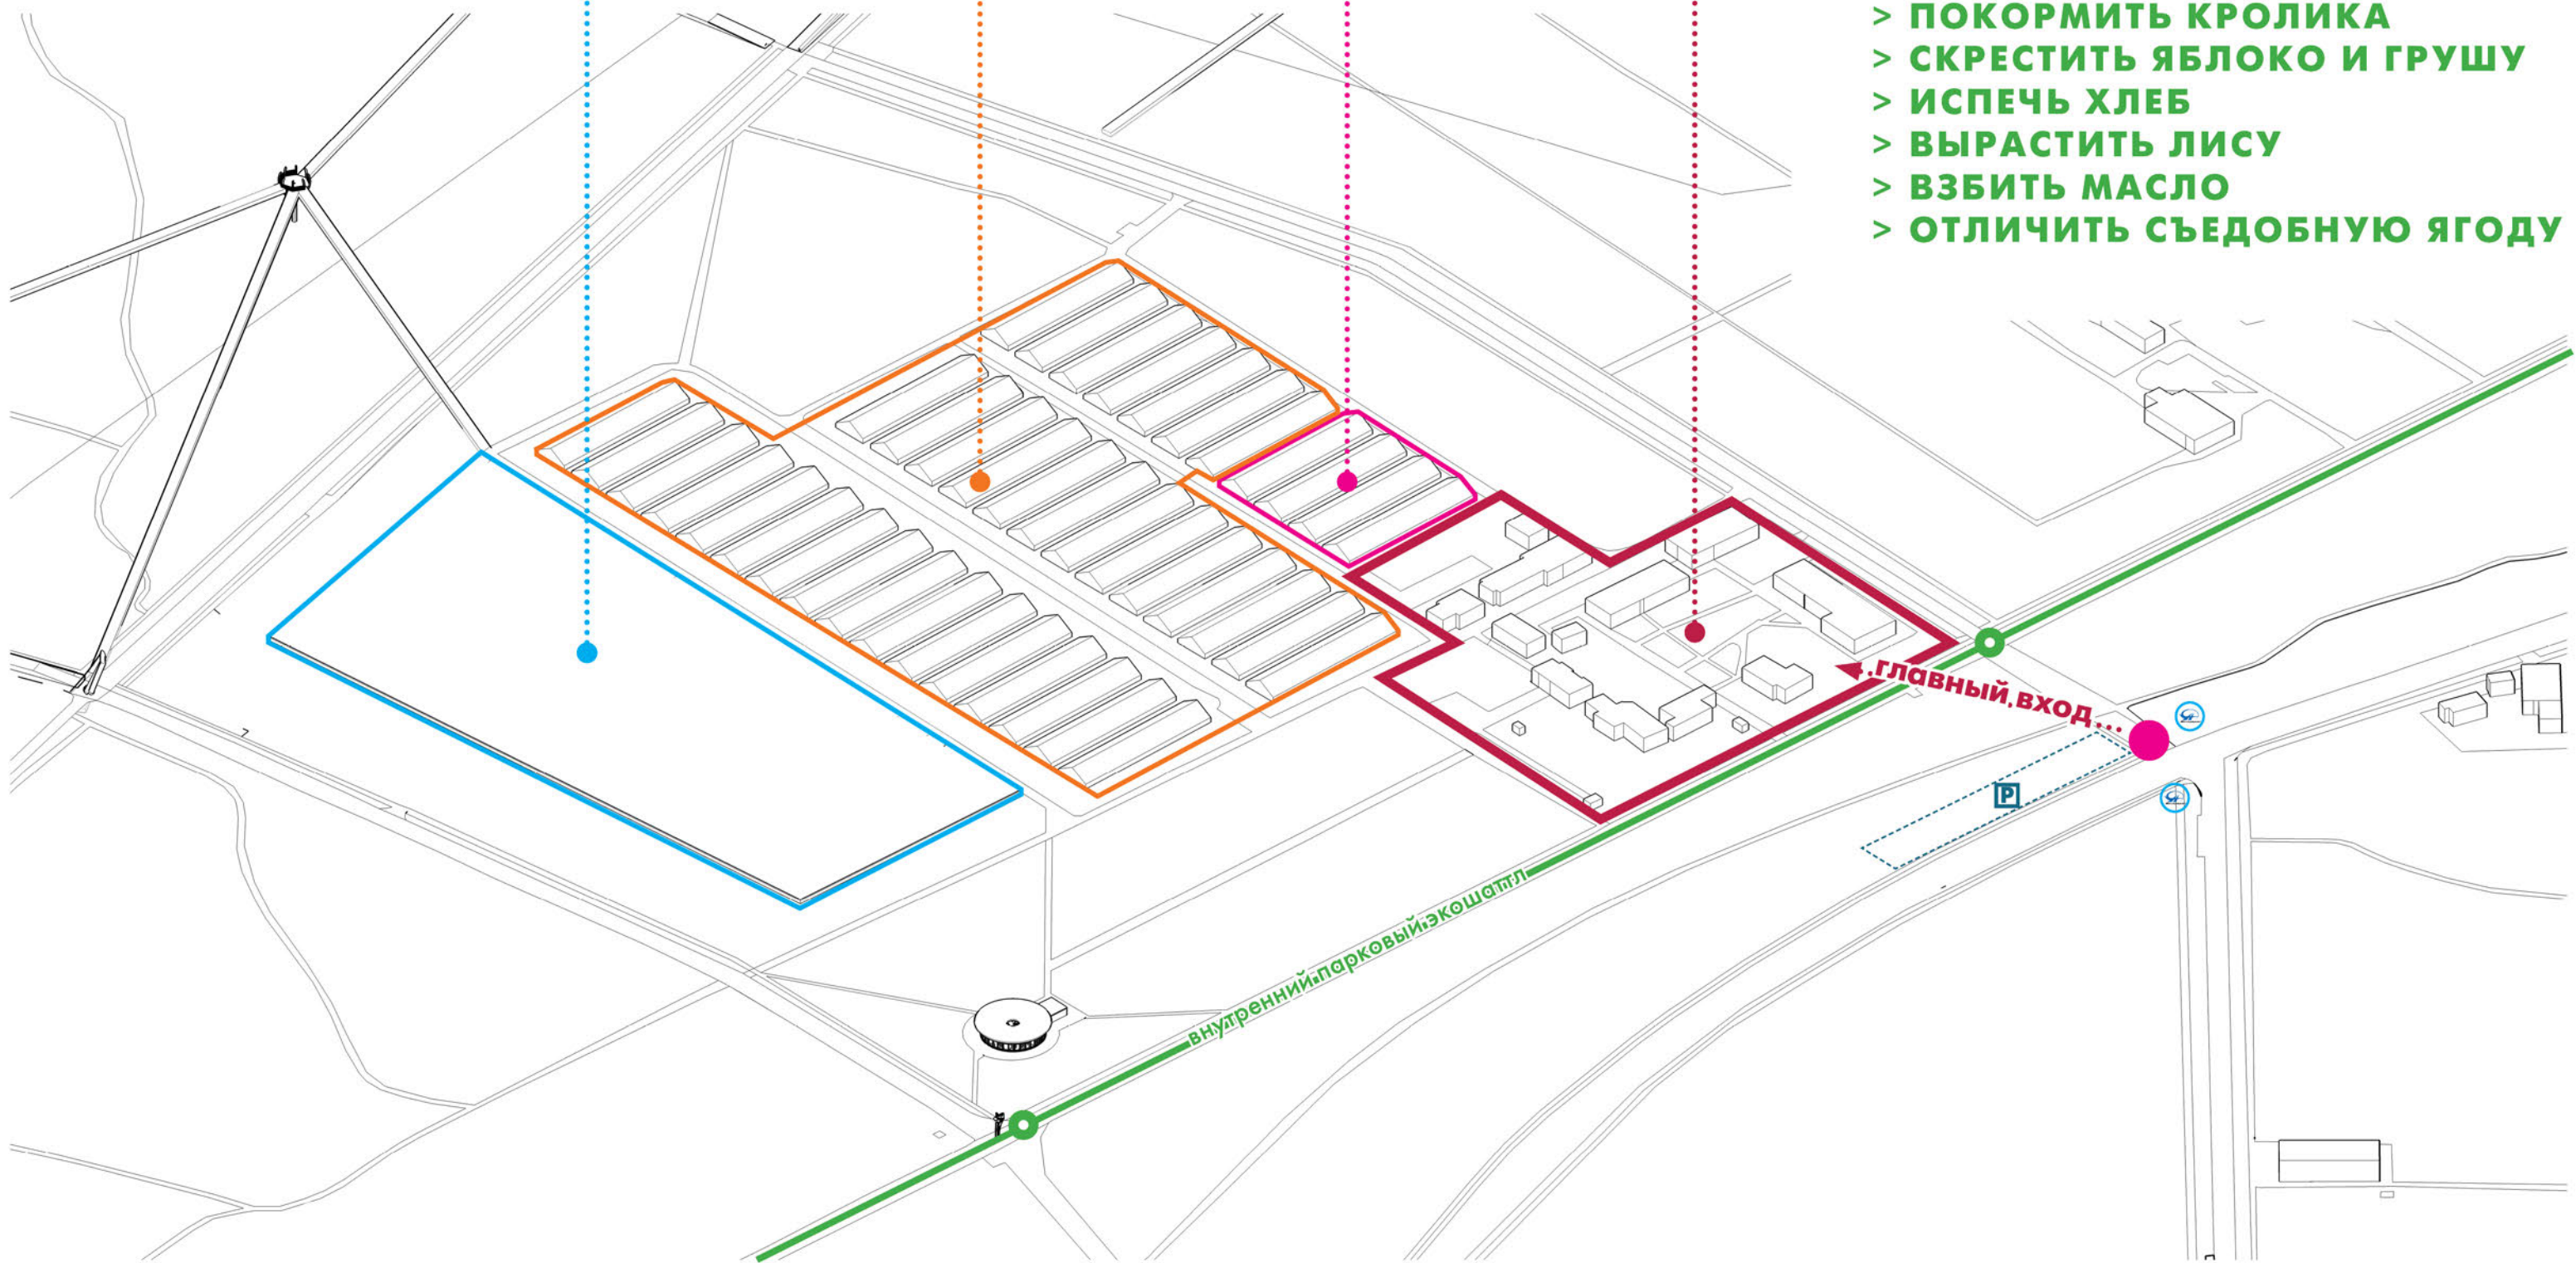 > ПОКОРМИТЬ КРОЛИКА
> СКРЕСТИТЬ ЯБЛОКО И ГРУШУ
> ИСПЕЧЬ ХЛЕБ
> ВЫРАСТИТЬ ЛИСУ
> ВЗБИТЬ МАСЛО
> ОТЛИЧИТЬ СЪЕДОБНУЮ ЯГОДУ
главный вход
P
внутренний парковый экошаттл